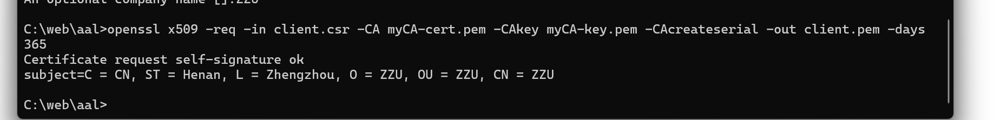 An optional company name []:ZZU
C:\web\aal>openssl x509 -req -in client.csr -CA myCA-cert.pem -CAkey myCA-key.pem -CAcreateserial -out client.pem -days
365
Certificate request self-signature ok
subject=C = CN, ST = Henan, L = Zhengzhou, O = ZZU, OU = ZZU, CN = ZZU
C:\web\aal>